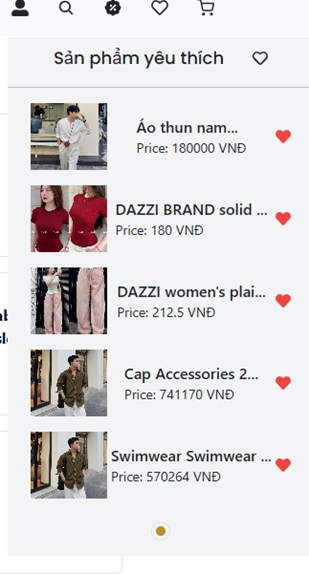 Sản phẩm yêu thích
Áo thun nam...
Price: 180000 VNĐ
DAZZI BRAND solid ...
Price: 180 VNĐ
DAZZI women's plai...
Price: 212.5 VNĐ
Cap Accessories 2...
Price: 741170 VNĐ
Swimwear Swimwear ...
Price: 570264 VNĐ